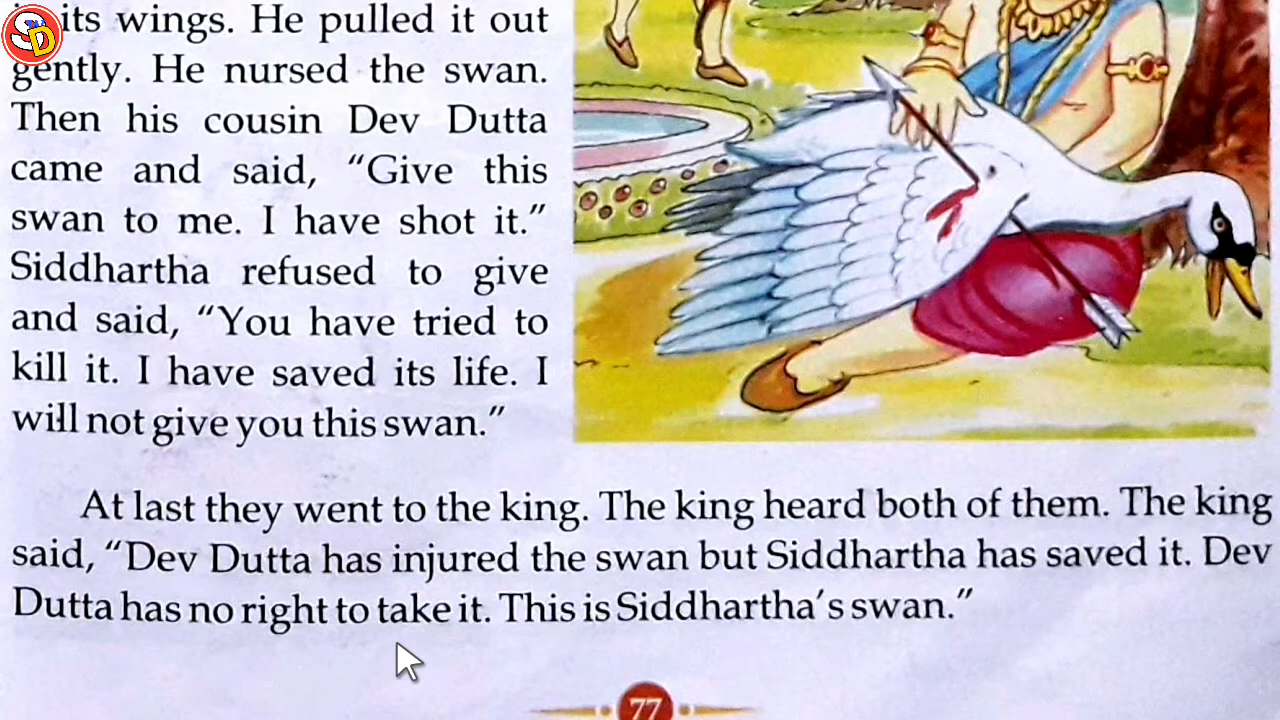 its wings. He pulled it out
gently. He nursed the swan.
Then his cousin Dev Dutta
came and said, “Give this
swan to me. I have shot it.”
Siddhartha refused to give
and said, “You have tried to
kill it. I have saved its life. I
will not give you this swan.”
At last they went to the king. The king heard both of them. The king
said, “Dev Dutta has injured the swan but Siddhartha has saved it. Dev
Dutta has no right to take it. This is Siddhartha's swan.”
77